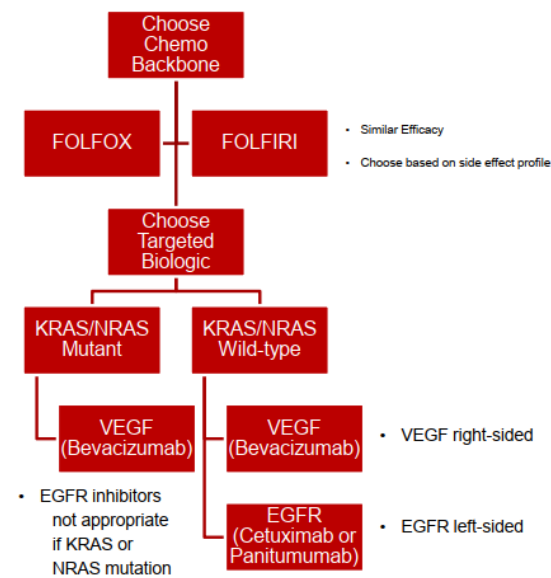 Choose
Chemo
Backbone
FOLFOX
FOLFIRI
• Similar Efficacy
• Choose based on side effect profile
Choose
Targeted
Biologic
KRAS/NRAS
Mutant
KRAS/NRAS
Wild-type
VEGF
(Bevacizumab)
VEGF
(Bevacizumab)
• VEGF right-sided
• EGFR inhibitors
not appropriate
if KRAS or
NRAS mutation
EGFR
(Cetuximab or
Panitumumab)
• EGFR left-sided